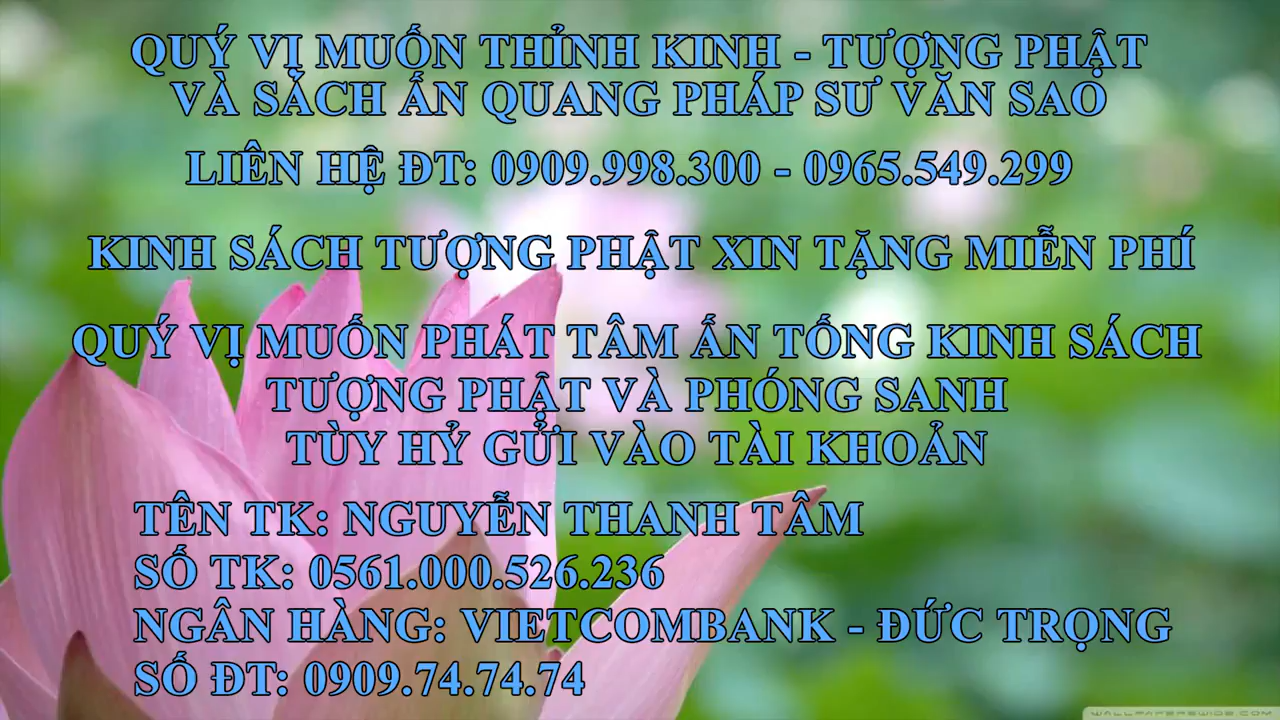 QUÝ VỊ MUỐN THỈNH KINH - TƯỢNG PHẬT
VÀ SÁCH ẤN QUANG PHÁP SƯ VĂN SAO
LIÊN HỆ ĐT: 0909.998.300 - 0965.549.299
KINH SÁCH TƯỢNG PHẬT XIN TẶNG MIỄN PHÍ
QUÝ VỊ MUỐN PHÁT TÂM ẤN TỐNG KINH SÁCH
TƯỢNG PHẬT VÀ PHÓNG SANH
TÙY HỶ GỬI VÀO TÀI KHOẢN
TÊN TK: NGUYỄN THANH TÂM
SỐ TK: 0561.000.526.236
NGÂN HÀNG: VIETCOMBANK - ĐỨC TRỌNG
SỐ ĐT: 0909.74.74.74
WALLPAPERSWIDE.COM